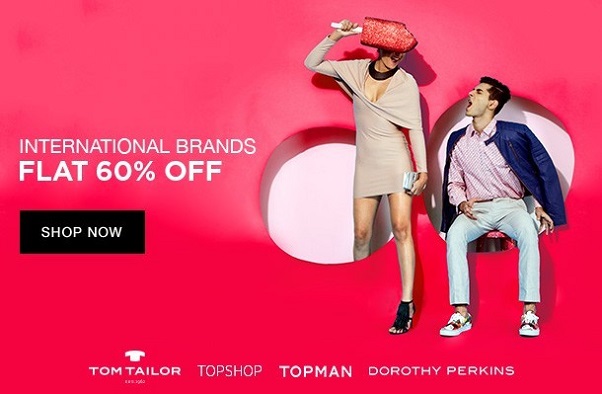 INTERNATIONAL BRANDS
FLAT 60% OFF
SHOP NOW
TOM TAILOR
TOPSHOP
TOPMAN
DOROTHY PERKINS